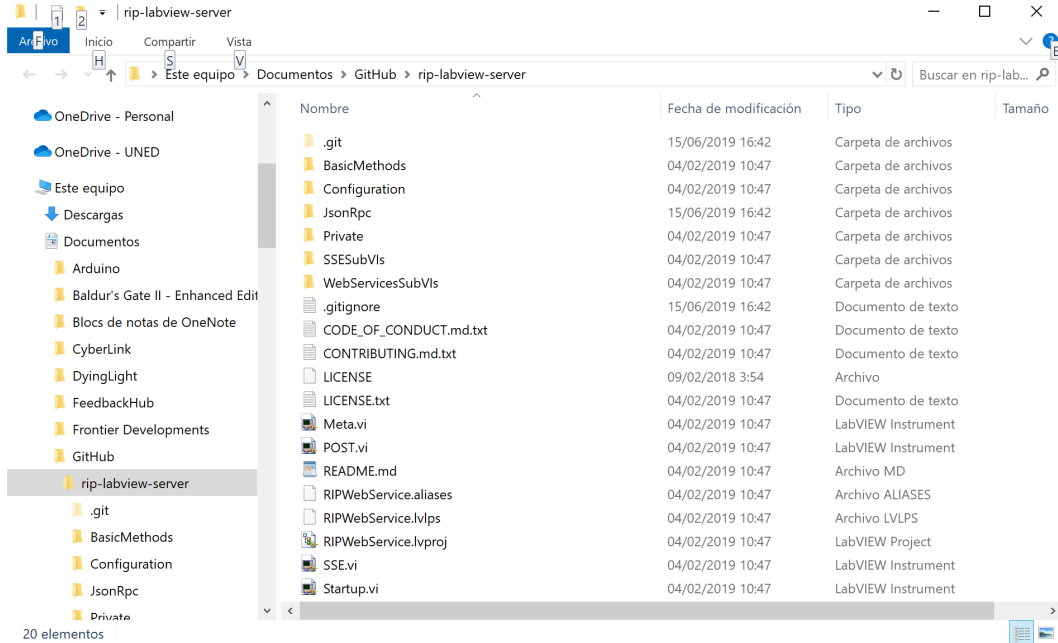 1 2 rip-labview-server
Archivo F Inicio Compartir Vista
H S V
Este equipo Documentos GitHub rip-labview-server Buscar en rip-lab...
Nombre Fecha de modificación Tipo Tamaño
OneDrive - Personal
OneDrive - UNED
Este equipo
Descargas
Documentos
Arduino
Baldur's Gate II - Enhanced Edit
Blocs de notas de OneNote
CyberLink
DyingLight
FeedbackHub
Frontier Developments
GitHub
rip-labview-server
.git
BasicMethods
Configuration
JsonRpc
Private
.git 15/06/2019 16:42 Carpeta de archivos
BasicMethods 04/02/2019 10:47 Carpeta de archivos
Configuration 04/02/2019 10:47 Carpeta de archivos
JsonRpc 15/06/2019 16:42 Carpeta de archivos
Private 04/02/2019 10:47 Carpeta de archivos
SSESubVIs 04/02/2019 10:47 Carpeta de archivos
WebServicesSubVIs 04/02/2019 10:47 Carpeta de archivos
.gitignore 15/06/2019 16:42 Documento de texto
CODE_OF_CONDUCT.md.txt 04/02/2019 10:47 Documento de texto
CONTRIBUTING.md.txt 04/02/2019 10:47 Documento de texto
LICENSE 09/02/2018 3:54 Archivo
LICENSE.txt 04/02/2019 10:47 Documento de texto
Meta.vi 04/02/2019 10:47 LabVIEW Instrument
POST.vi 04/02/2019 10:47 LabVIEW Instrument
README.md 04/02/2019 10:47 Archivo MD
RIPWebService.aliases 04/02/2019 10:47 Archivo ALIASES
RIPWebService.lvlps 04/02/2019 10:47 Archivo LVLPS
RIPWebService.lvproj 04/02/2019 10:47 LabVIEW Project
SSE.vi 04/02/2019 10:47 LabVIEW Instrument
Startup.vi 04/02/2019 10:47 LabVIEW Instrument
20 elementos